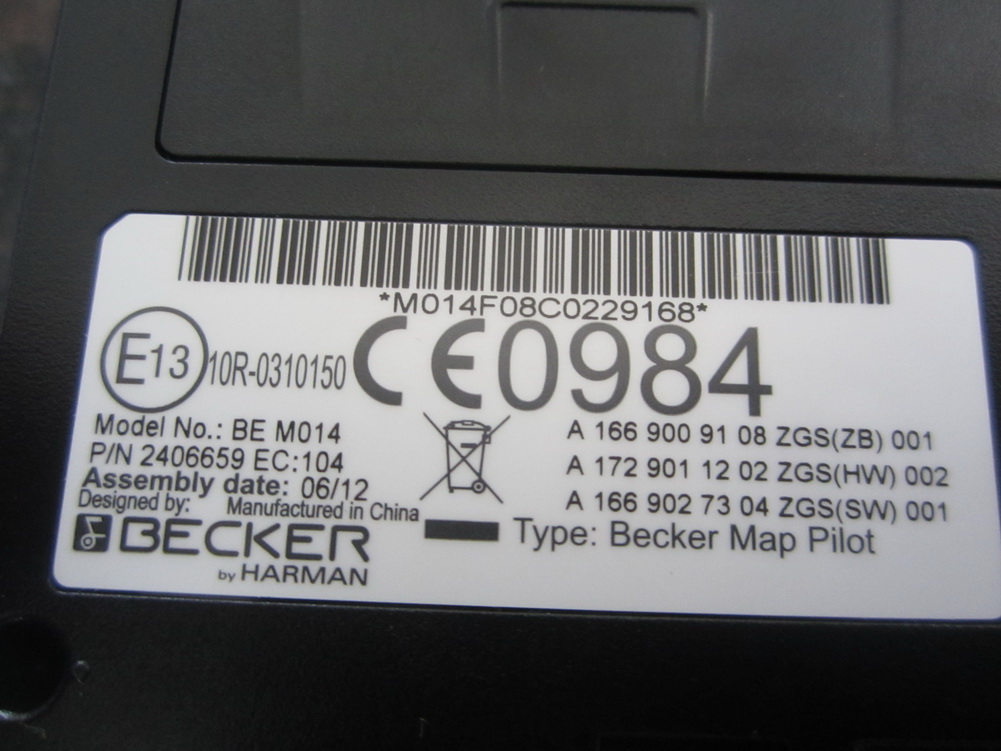 *M014F08C0229168*
E13 10R-0310150 CE0984
Model No.: BE M014
P/N 2406659 EC:104
Assembly date: 06/12
Designed by: Manufactured in China
BECKER
by HARMAN
A 166 900 91 08 ZGS(ZB) 001
A 172 901 12 02 ZGS(HW) 002
A 166 902 73 04 ZGS(SW) 001
Type: Becker Map Pilot